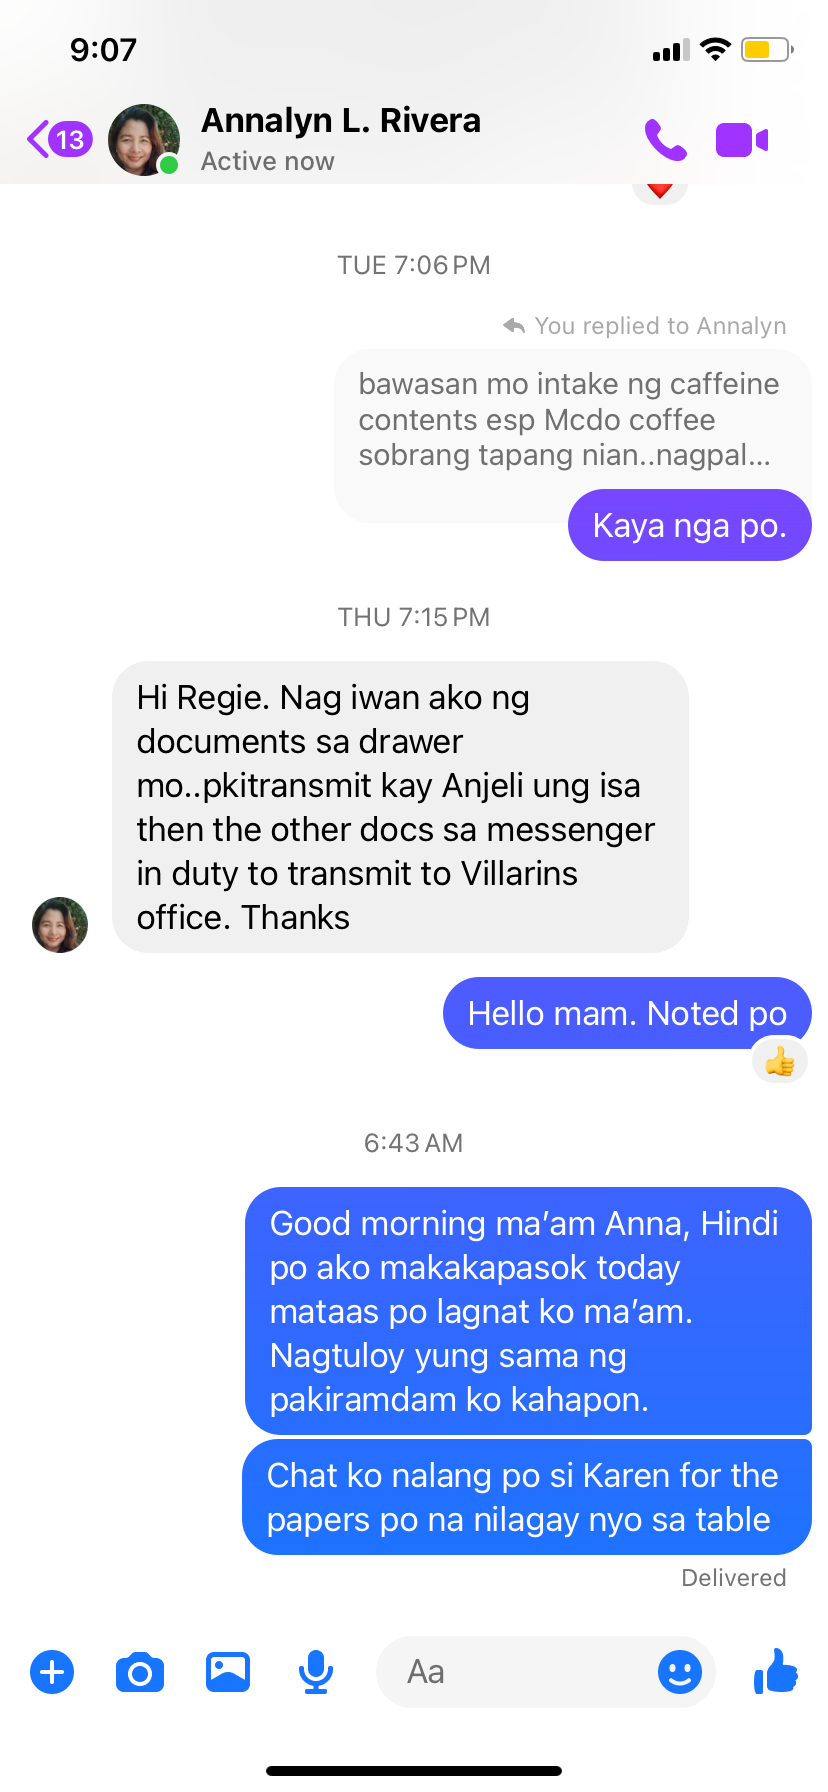 9:07
13
Annalyn L. Rivera
Active now
TUE 7:06 PM
You replied to Annalyn
bawasan mo intake ng caffeine
contents esp Mcdo coffee
sobrang tapang nian..nagpal...
Kaya nga po.
THU 7:15 PM
Hi Regie. Nag iwan ako ng
documents sa drawer
mo..pkitransmit kay Anjeli ung isa
then the other docs sa messenger
in duty to transmit to Villarins
office. Thanks
Hello mam. Noted po
6:43 AM
Good morning ma’am Anna, Hindi
po ako makakapasok today
mataas po lagnat ko ma’am.
Nagtuloy yung sama ng
pakiramdam ko kahapon.
Chat ko nalang po si Karen for the
papers po na nilagay nyo sa table
Delivered
Aa